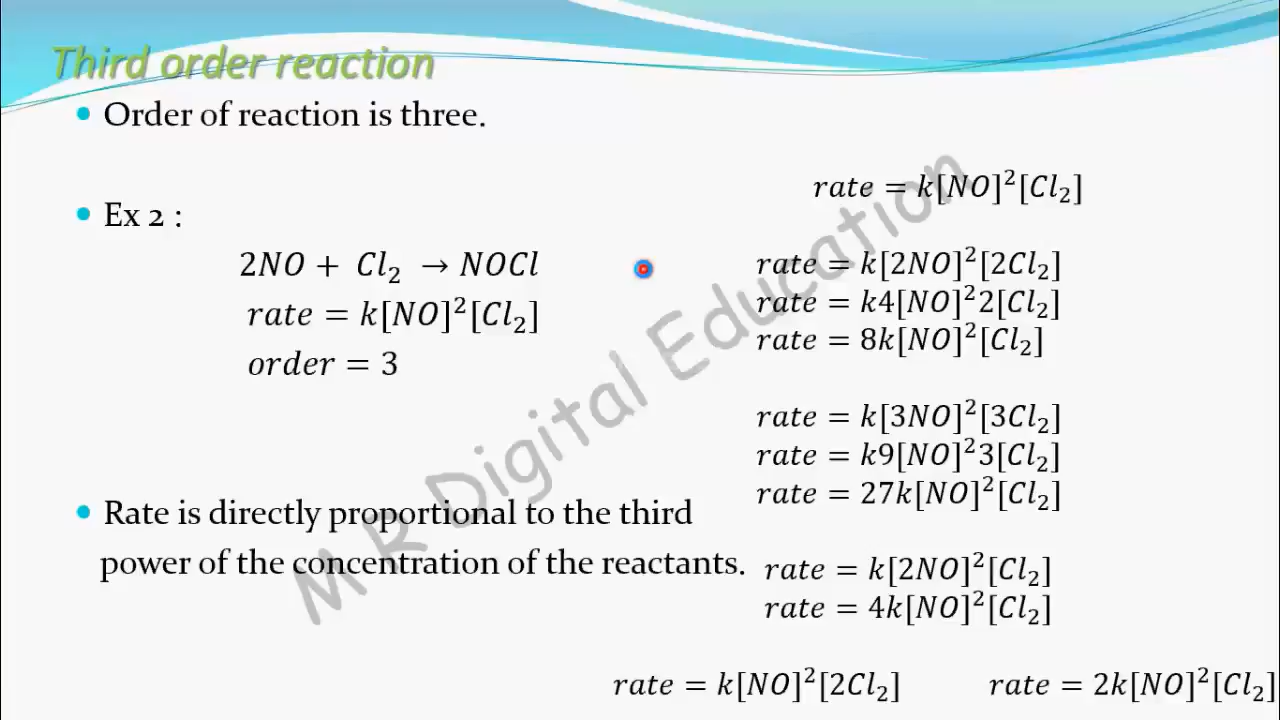 Third order reaction
Order of reaction is three.
rate = k[NO]²[Cl₂]
Ex 2 :
2NO + Cl₂ → NOCl
rate = k[NO]²[Cl₂]
order = 3
rate = k[2NO]²[2Cl₂]
rate = k4[NO]²2[Cl₂]
rate = 8k[NO]²[Cl₂]
rate = k[3NO]²[3Cl₂]
rate = k9[NO]²3[Cl₂]
rate = 27k[NO]²[Cl₂]
Rate is directly proportional to the third
power of the concentration of the reactants.
rate = k[2NO]²[Cl₂]
rate = 4k[NO]²[Cl₂]
rate = k[NO]²[2Cl₂]
rate = 2k[NO]²[Cl₂]
M R Digital Education